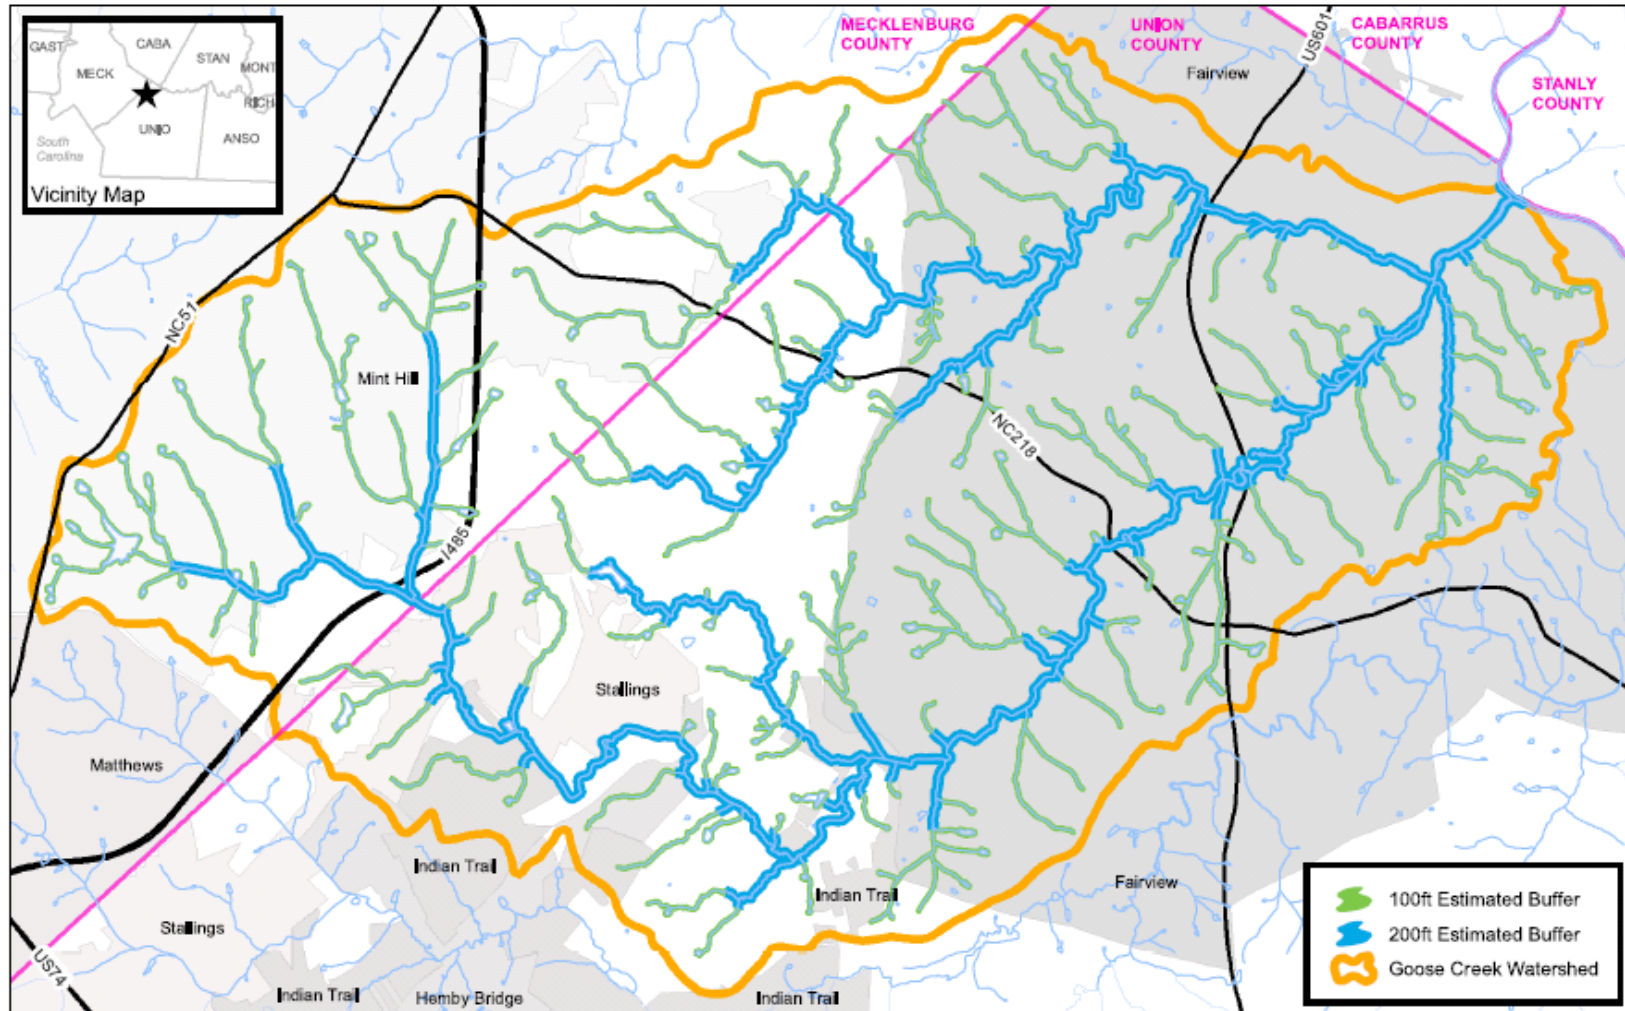 GAST
CABA
STAN
MECK
MONT
RICH
UNIO
ANSO
South
Carolina
Vicinity Map
MECKLENBURG
COUNTY
UNION
COUNTY
US601
CABARRUS
COUNTY
Fairview
STANLY
COUNTY
NC51
Mint Hill
NC218
I485
Stallings
Matthews
Indian Trail
Indian Trail
Fairview
Stallings
US74
Indian Trail
Hemby Bridge
Indian Trail
100ft Estimated Buffer
200ft Estimated Buffer
Goose Creek Watershed